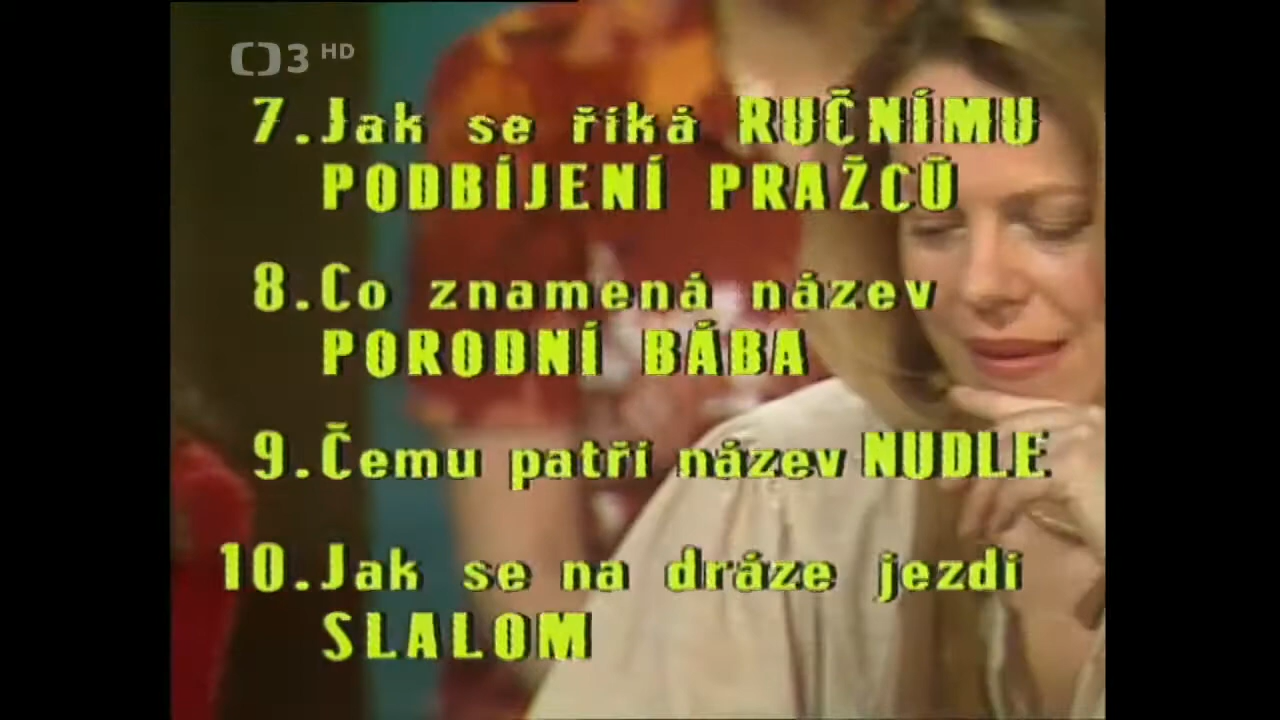 3 HD
7. Jak se říká RUČNÍMU
PODBÍJENÍ PRAŽCŮ
8. Co znamená název
PORODNÍ BÁBA
9. Čemu patří název NUDLE
10. Jak se na dráze jezdí
SLALOM